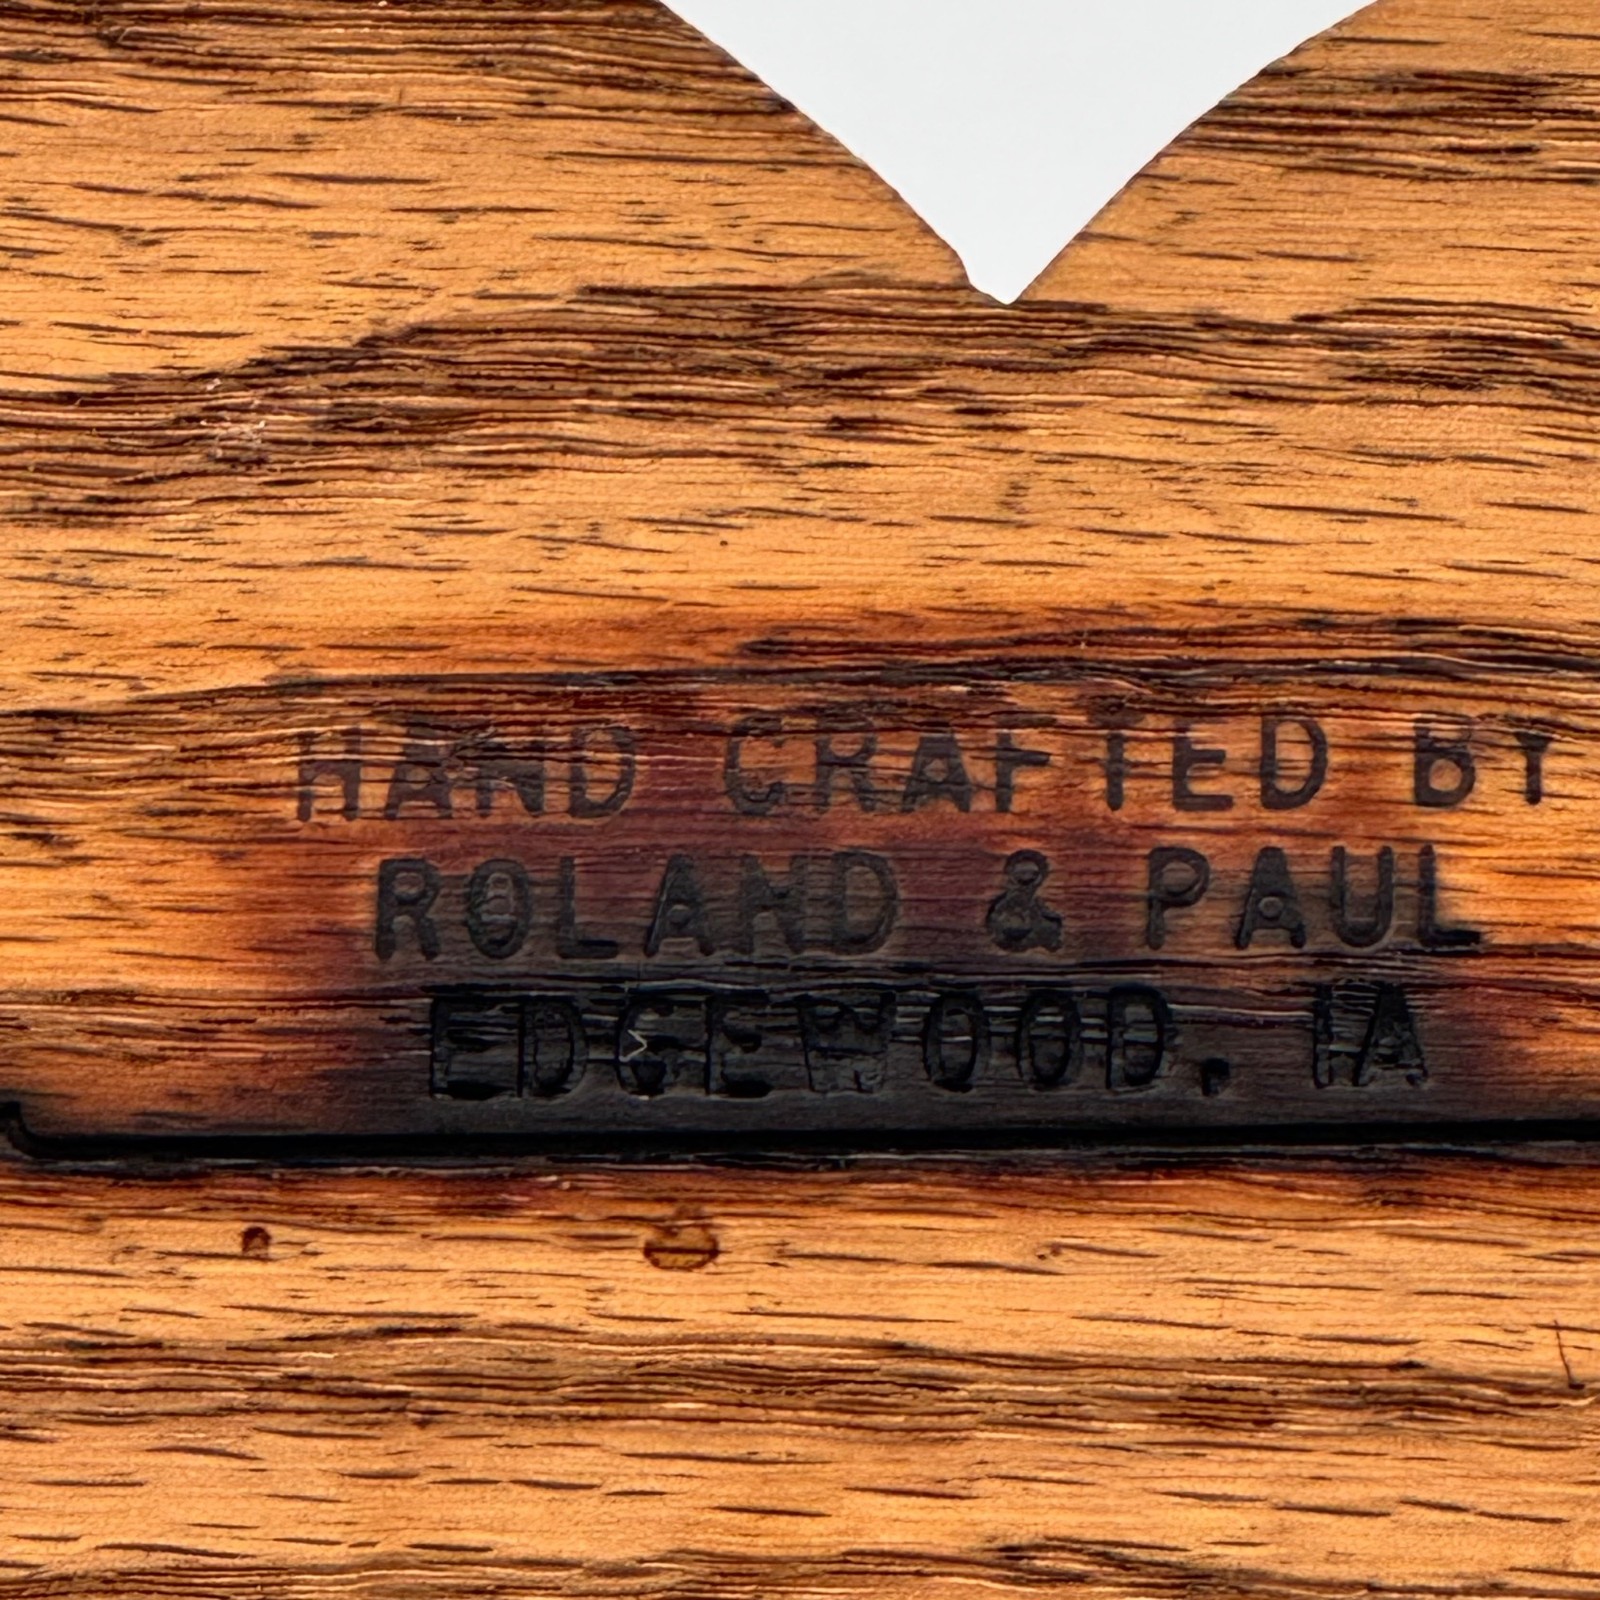 HAND CRAFTED BY
ROLAND & PAUL
EDGEWOOD. IA